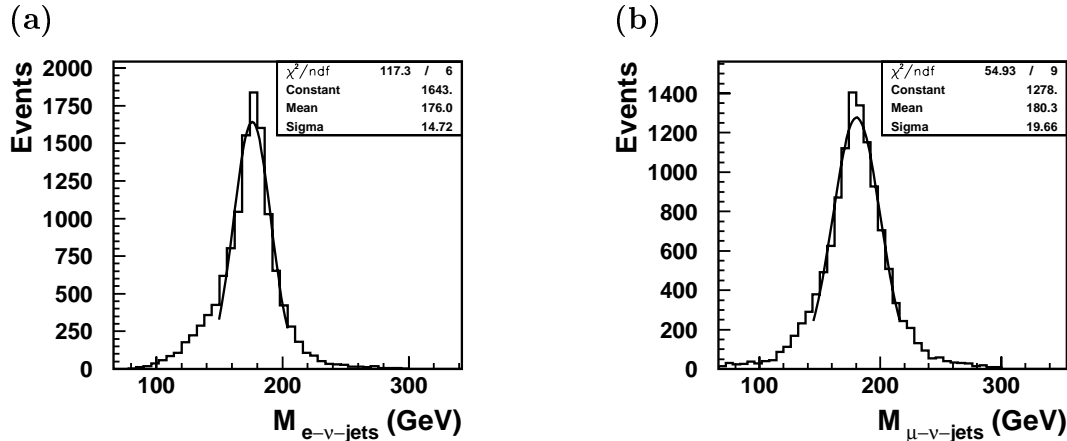 (a)
χ²/ndf 117.3 / 6
Constant 1643.
Mean 176.0
Sigma 14.72
Events
2000
1750
1500
1250
1000
750
500
250
0
100 200 300
M e−ν−jets (GeV)
(b)
χ²/ndf 54.93 / 9
Constant 1278.
Mean 180.3
Sigma 19.66
Events
1400
1200
1000
800
600
400
200
0
100 200 300
M μ−ν−jets (GeV)